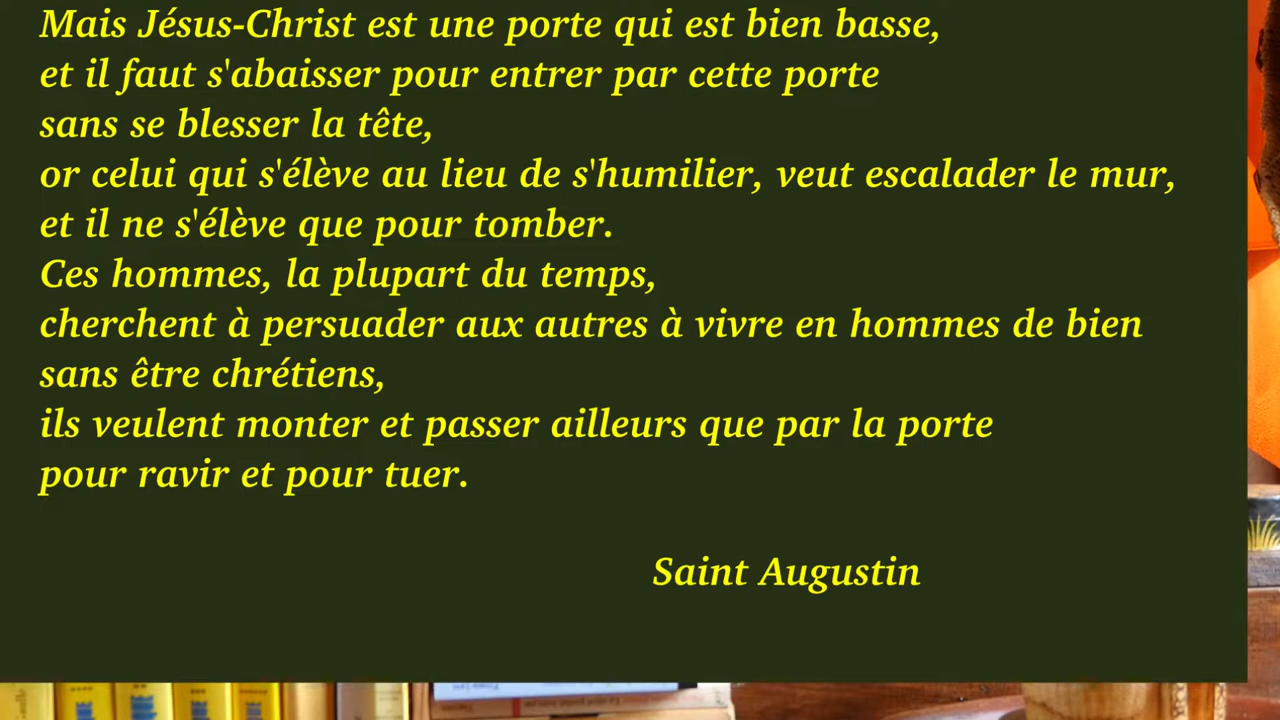 Mais Jésus-Christ est une porte qui est bien basse,
et il faut s'abaisser pour entrer par cette porte
sans se blesser la tête,
or celui qui s'élève au lieu de s'humilier, veut escalader le mur,
et il ne s'élève que pour tomber.
Ces hommes, la plupart du temps,
cherchent à persuader aux autres à vivre en hommes de bien
sans être chrétiens,
ils veulent monter et passer ailleurs que par la porte
pour ravir et pour tuer.
Saint Augustin